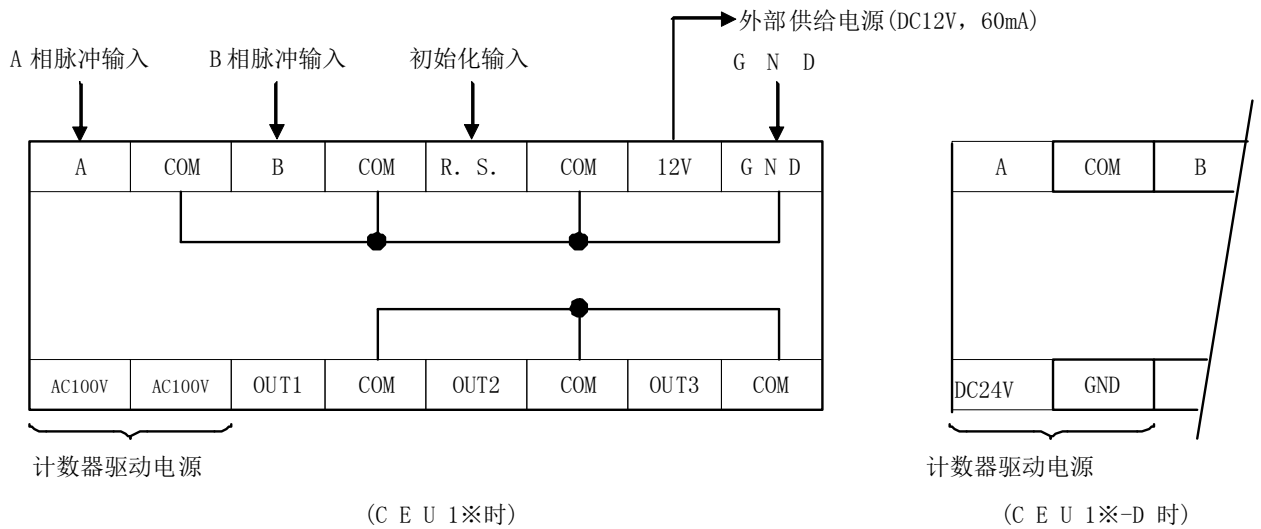 外部供给电源(DC12V，60mA)
A 相脉冲输入 B 相脉冲输入 初始化输入 G N D
A COM B COM R. S. COM 12V G N D A COM B
AC100V AC100V OUT1 COM OUT2 COM OUT3 COM DC24V GND
计数器驱动电源 计数器驱动电源
(C E U 1※时) (C E U 1※-D 时)